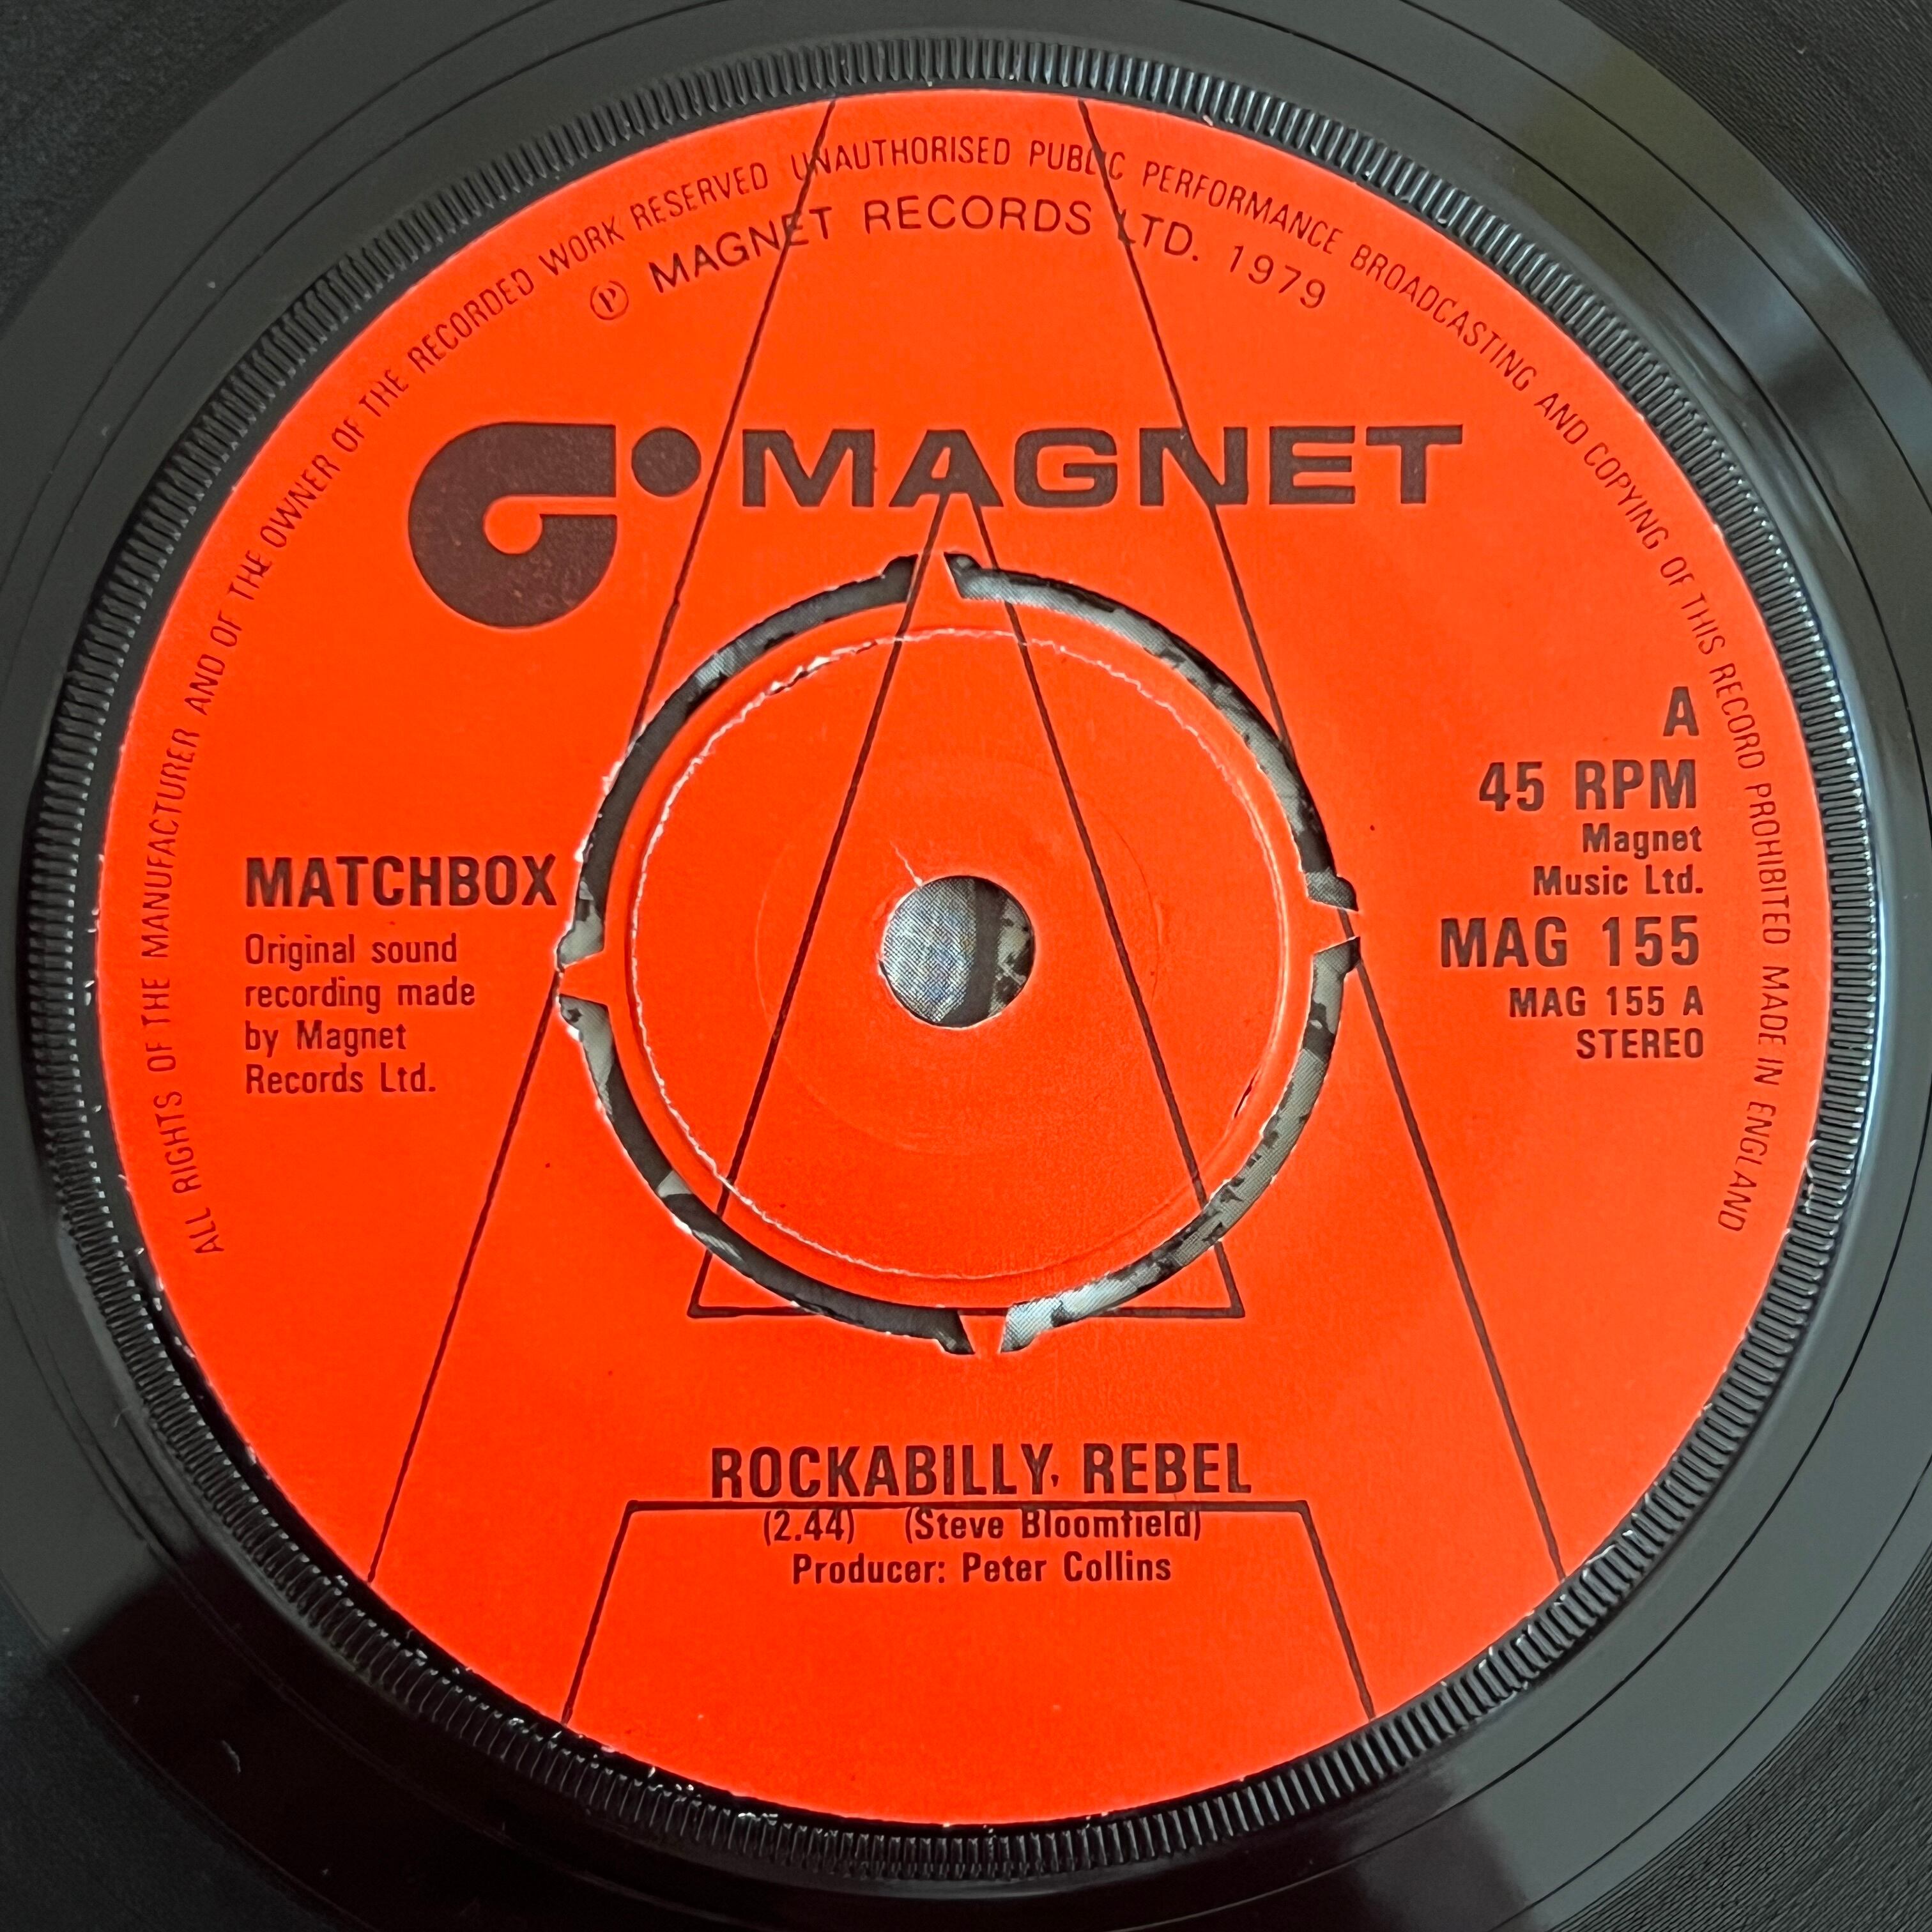 ALL RIGHTS OF THE MANUFACTURER AND OF THE OWNER OF THE RECORDED WORK RESERVED UNAUTHORISED PUBLIC PERFORMANCE BROADCASTING AND COPYING OF THIS RECORD PROHIBITED MADE IN ENGLAND
Ⓟ MAGNET RECORDS LTD. 1979
MAGNET
A
45 RPM
Magnet
Music Ltd.
MAG 155
MAG 155 A
STEREO
MATCHBOX
Original sound
recording made
by Magnet
Records Ltd.
A
ROCKABILLY REBEL
(2.44) (Steve Bloomfield)
Producer: Peter Collins